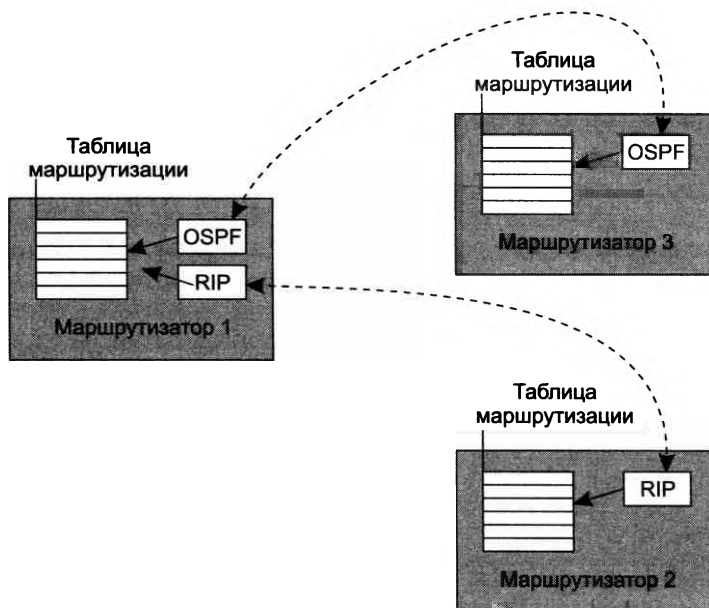 Таблица
маршрутизации
OSPF
Маршрутизатор 3
Таблица
маршрутизации
OSPF
RIP
Маршрутизатор 1
Таблица
маршрутизации
RIP
Маршрутизатор 2